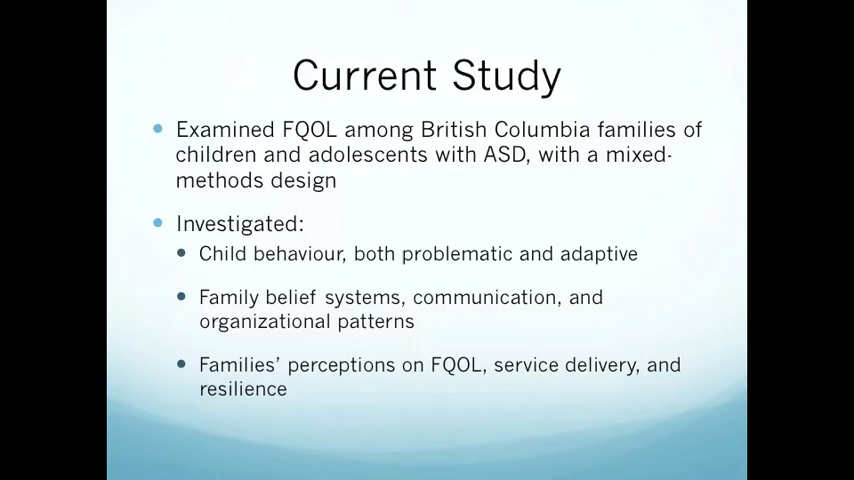 Current Study
Examined FQOL among British Columbia families of
children and adolescents with ASD, with a mixed-
methods design
Investigated:
Child behaviour, both problematic and adaptive
Family belief systems, communication, and
organizational patterns
Families’ perceptions on FQOL, service delivery, and
resilience